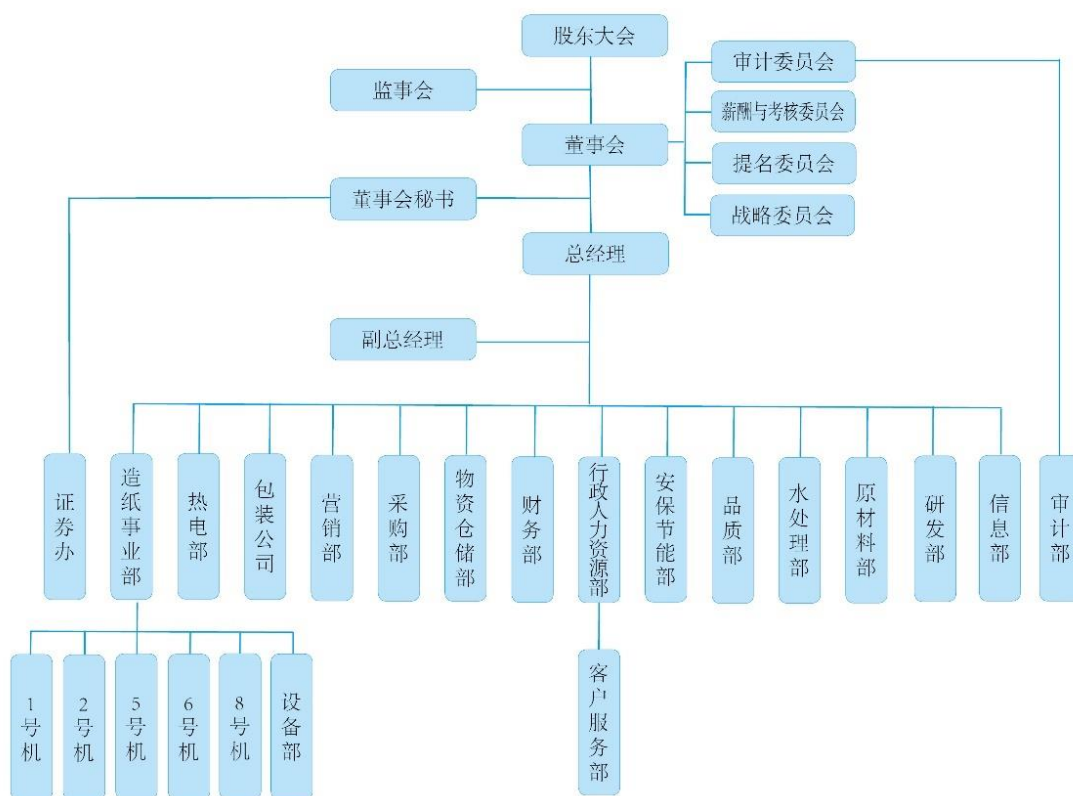 股东大会
审计委员会
监事会
薪酬与考核委员会
董事会
提名委员会
董事会秘书
战略委员会
总经理
副总经理
证券办
造纸事业部
热电部
包装公司
营销部
采购部
物资仓储部
财务部
行政人力资源部
安保节能部
品质部
水处理部
原材料部
研发部
信息部
审计部
1号机
2号机
5号机
6号机
8号机
设备部
客户服务部